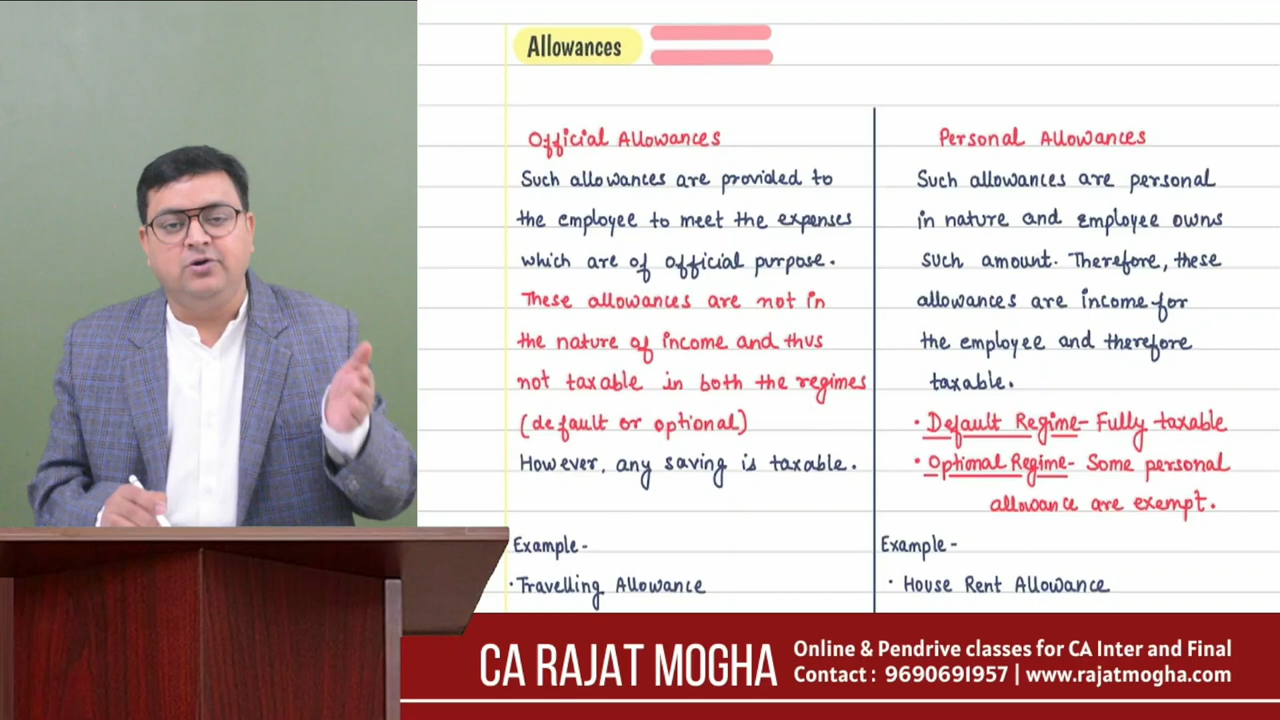 Allowances
Official Allowances
Such allowances are provided to
the employee to meet the expenses
which are of official purpose.
These allowances are not in
the nature of income and thus
not taxable in both the regimes
(default or optional)
However, any saving is taxable.
Example-
• Travelling Allowance
Personal Allowances
Such allowances are personal
in nature and Employee owns
such amount. Therefore, these
allowances are income for
the employee and therefore
taxable.
• Default Regime- Fully taxable
• Optional Regime- Some personal
allowance are exempt.
Example-
• House Rent Allowance
CA RAJAT MOGHA
Online & Pendrive classes for CA Inter and Final
Contact : 9690691957 | www.rajatmogha.com